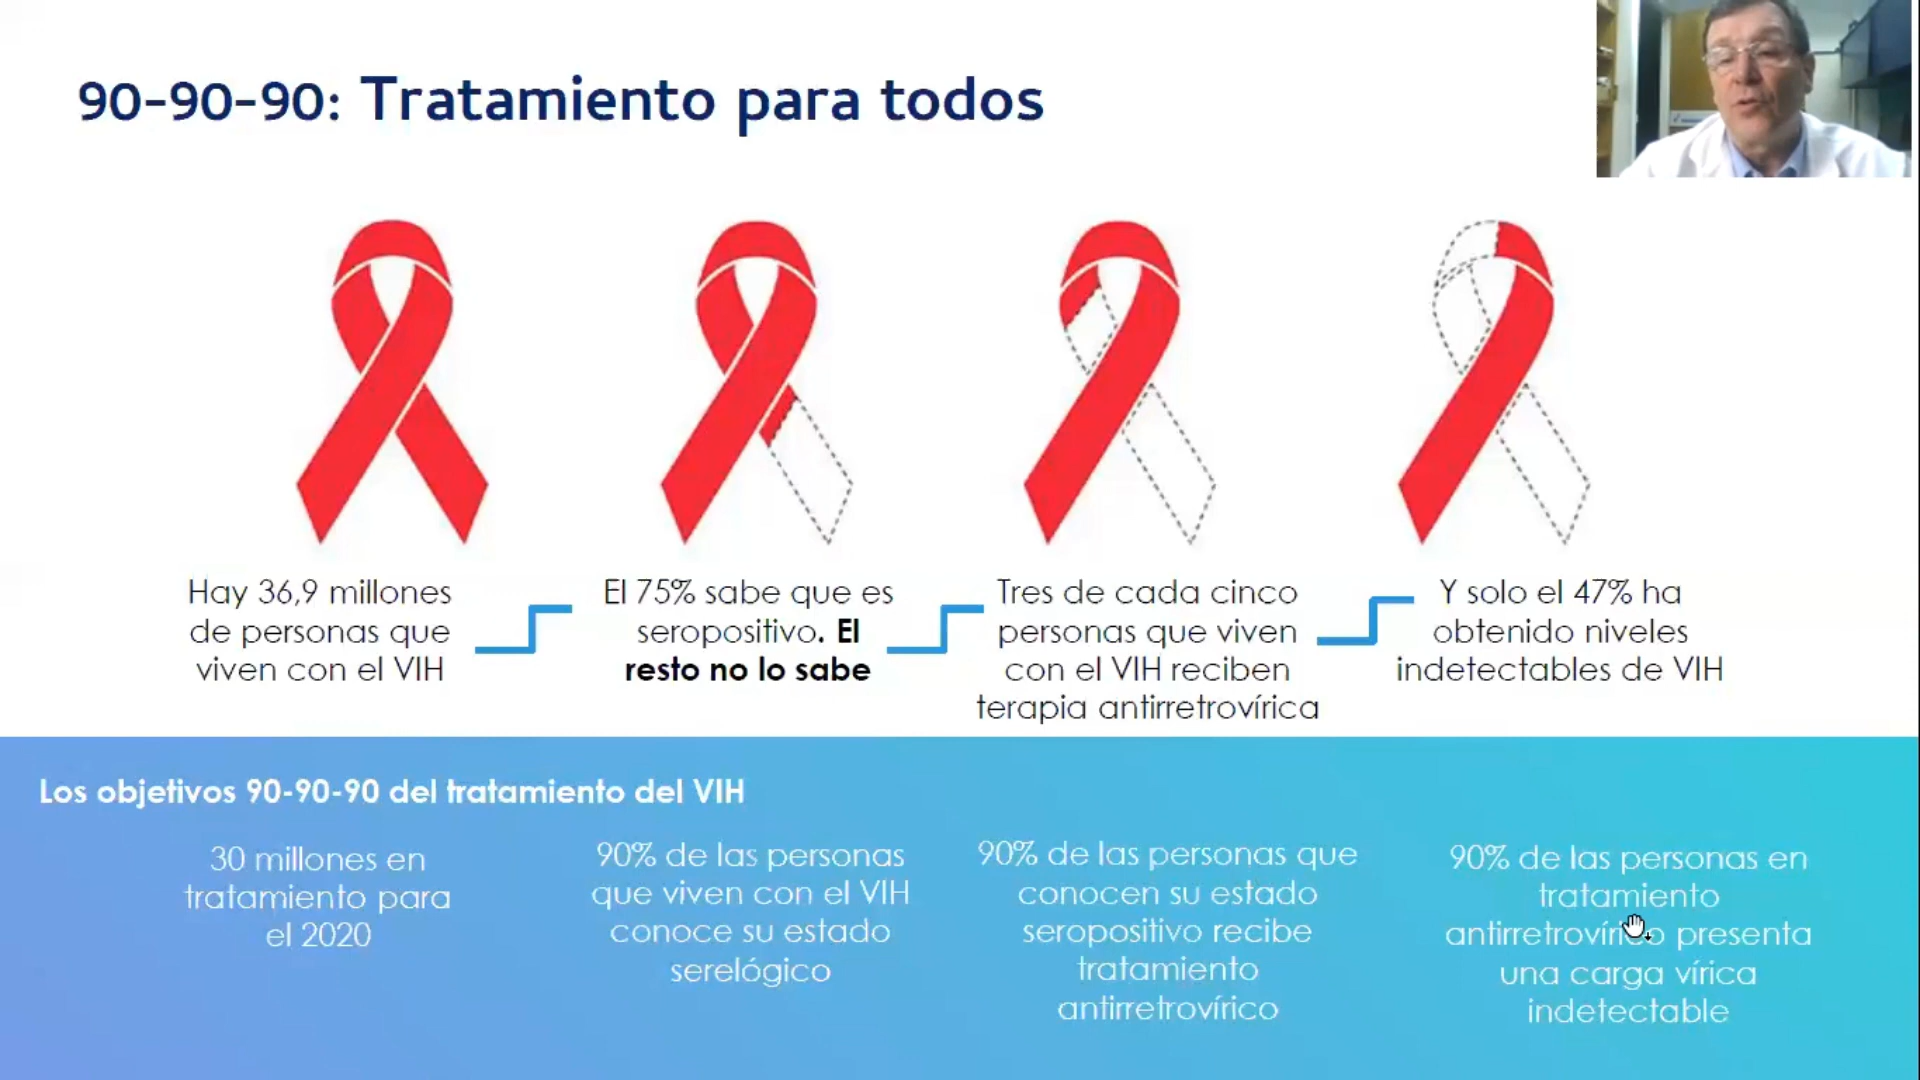 90-90-90: Tratamiento para todos
Hay 36,9 millones
de personas que
viven con el VIH
El 75% sabe que es
seropositivo. El
resto no lo sabe
Tres de cada cinco
personas que viven
con el VIH reciben
terapia antirretrovírica
Y solo el 47% ha
obtenido niveles
indetectables de VIH
Los objetivos 90-90-90 del tratamiento del VIH
30 millones en
tratamiento para
el 2020
90% de las personas
que viven con el VIH
conoce su estado
serelógico
90% de las personas que
conocen su estado
seropositivo recibe
tratamiento
antirretrovírico
90% de las personas en
tratamiento
antirretrovírico presenta
una carga vírica
indetectable